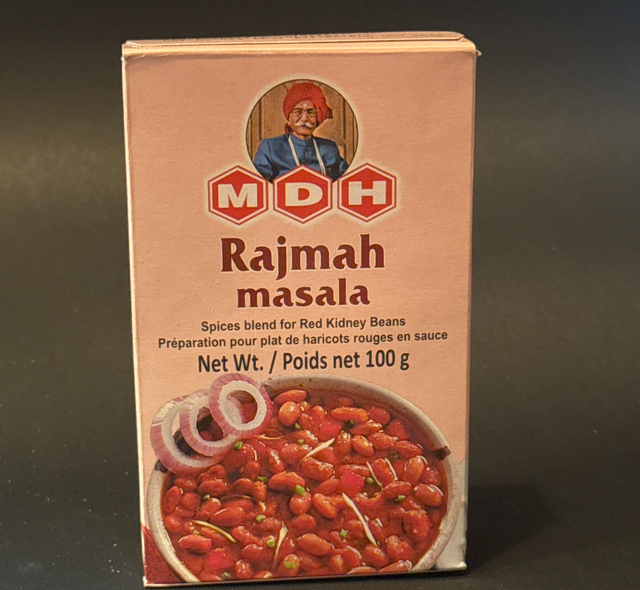 MDH
Rajmah
masala
Spices blend for Red Kidney Beans
Préparation pour plat de haricots rouges en sauce
Net Wt. / Poids net 100 g